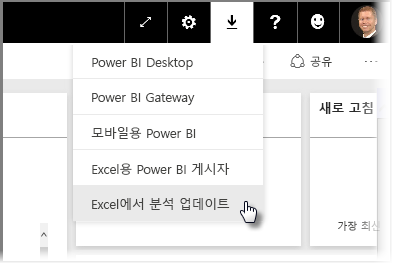 Power BI Desktop
공유
Power BI Gateway
새로 고침
모바일용 Power BI
Excel용 Power BI 게시자
Excel에서 분석 업데이트
가장 최신